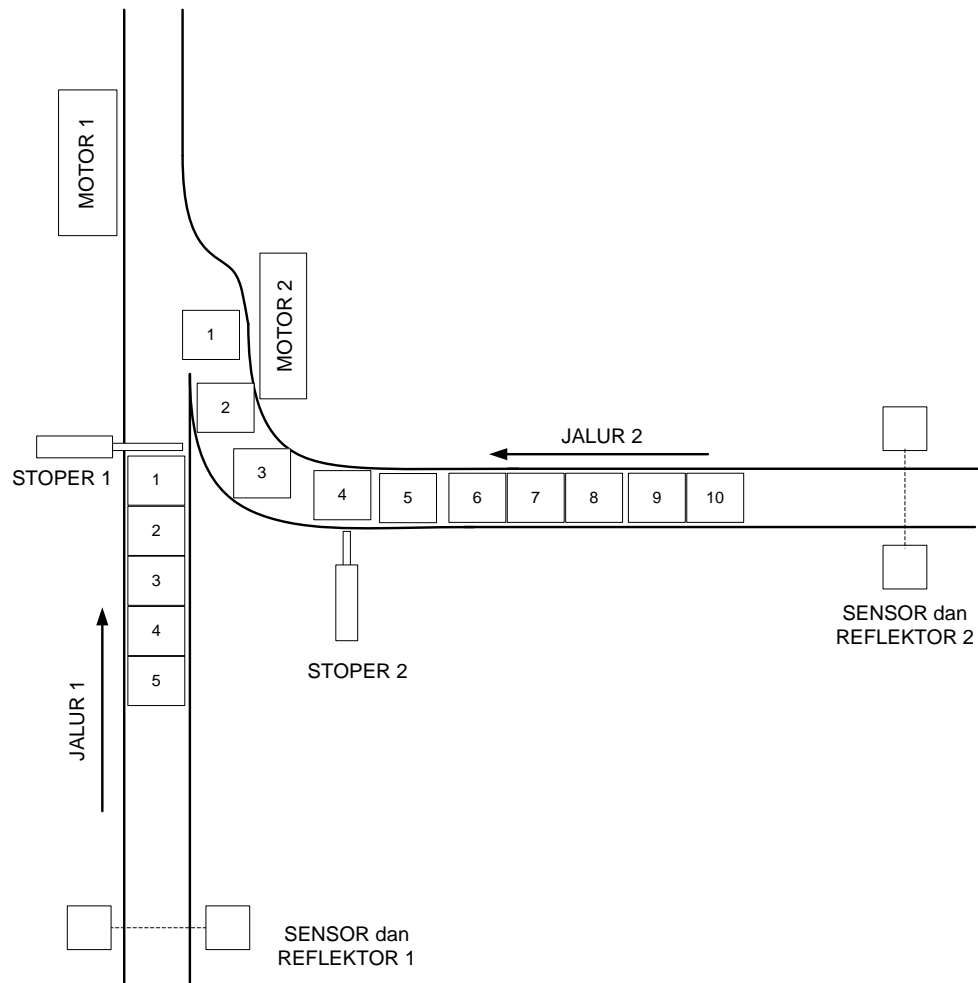 MOTOR 1
MOTOR 2
1
2
3
JALUR 2
4
5
6
7
8
9
10
STOPER 1
1
2
3
4
5
SENSOR dan
REFLEKTOR 2
STOPER 2
JALUR 1
SENSOR dan
REFLEKTOR 1